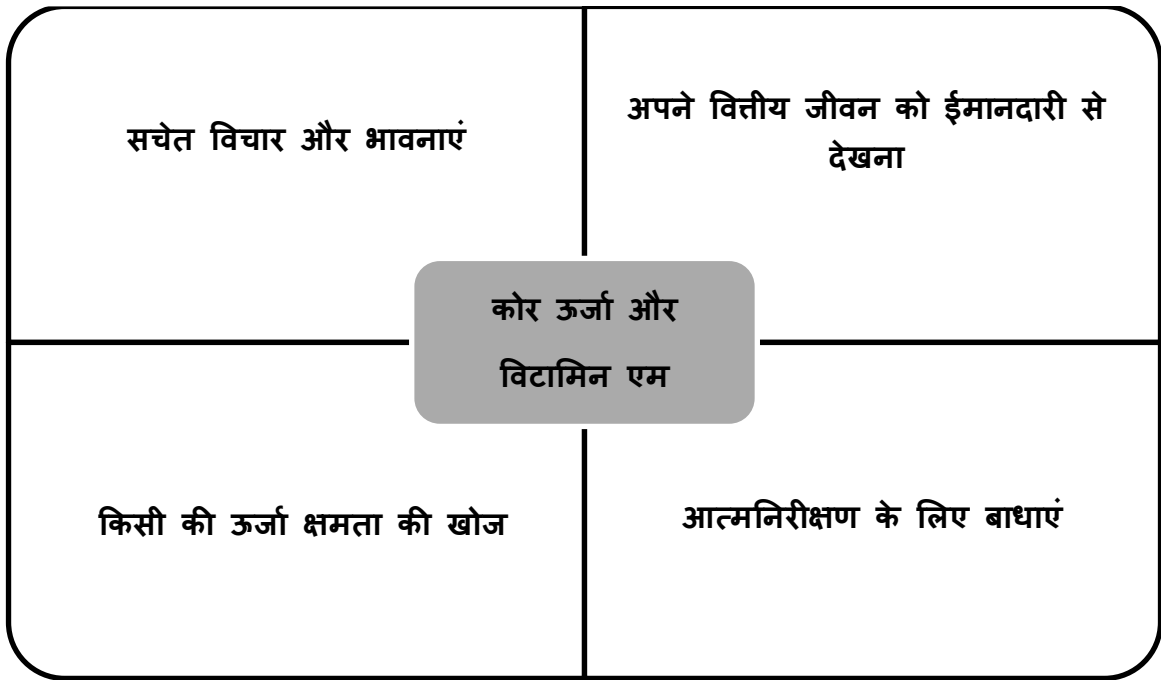 सचेत विचार और भावनाएं
अपने वित्तीय जीवन को ईमानदारी से
देखना
कोर ऊर्जा और
विटामिन एम
किसी की ऊर्जा क्षमता की खोज
आत्मनिरीक्षण के लिए बाधाएं